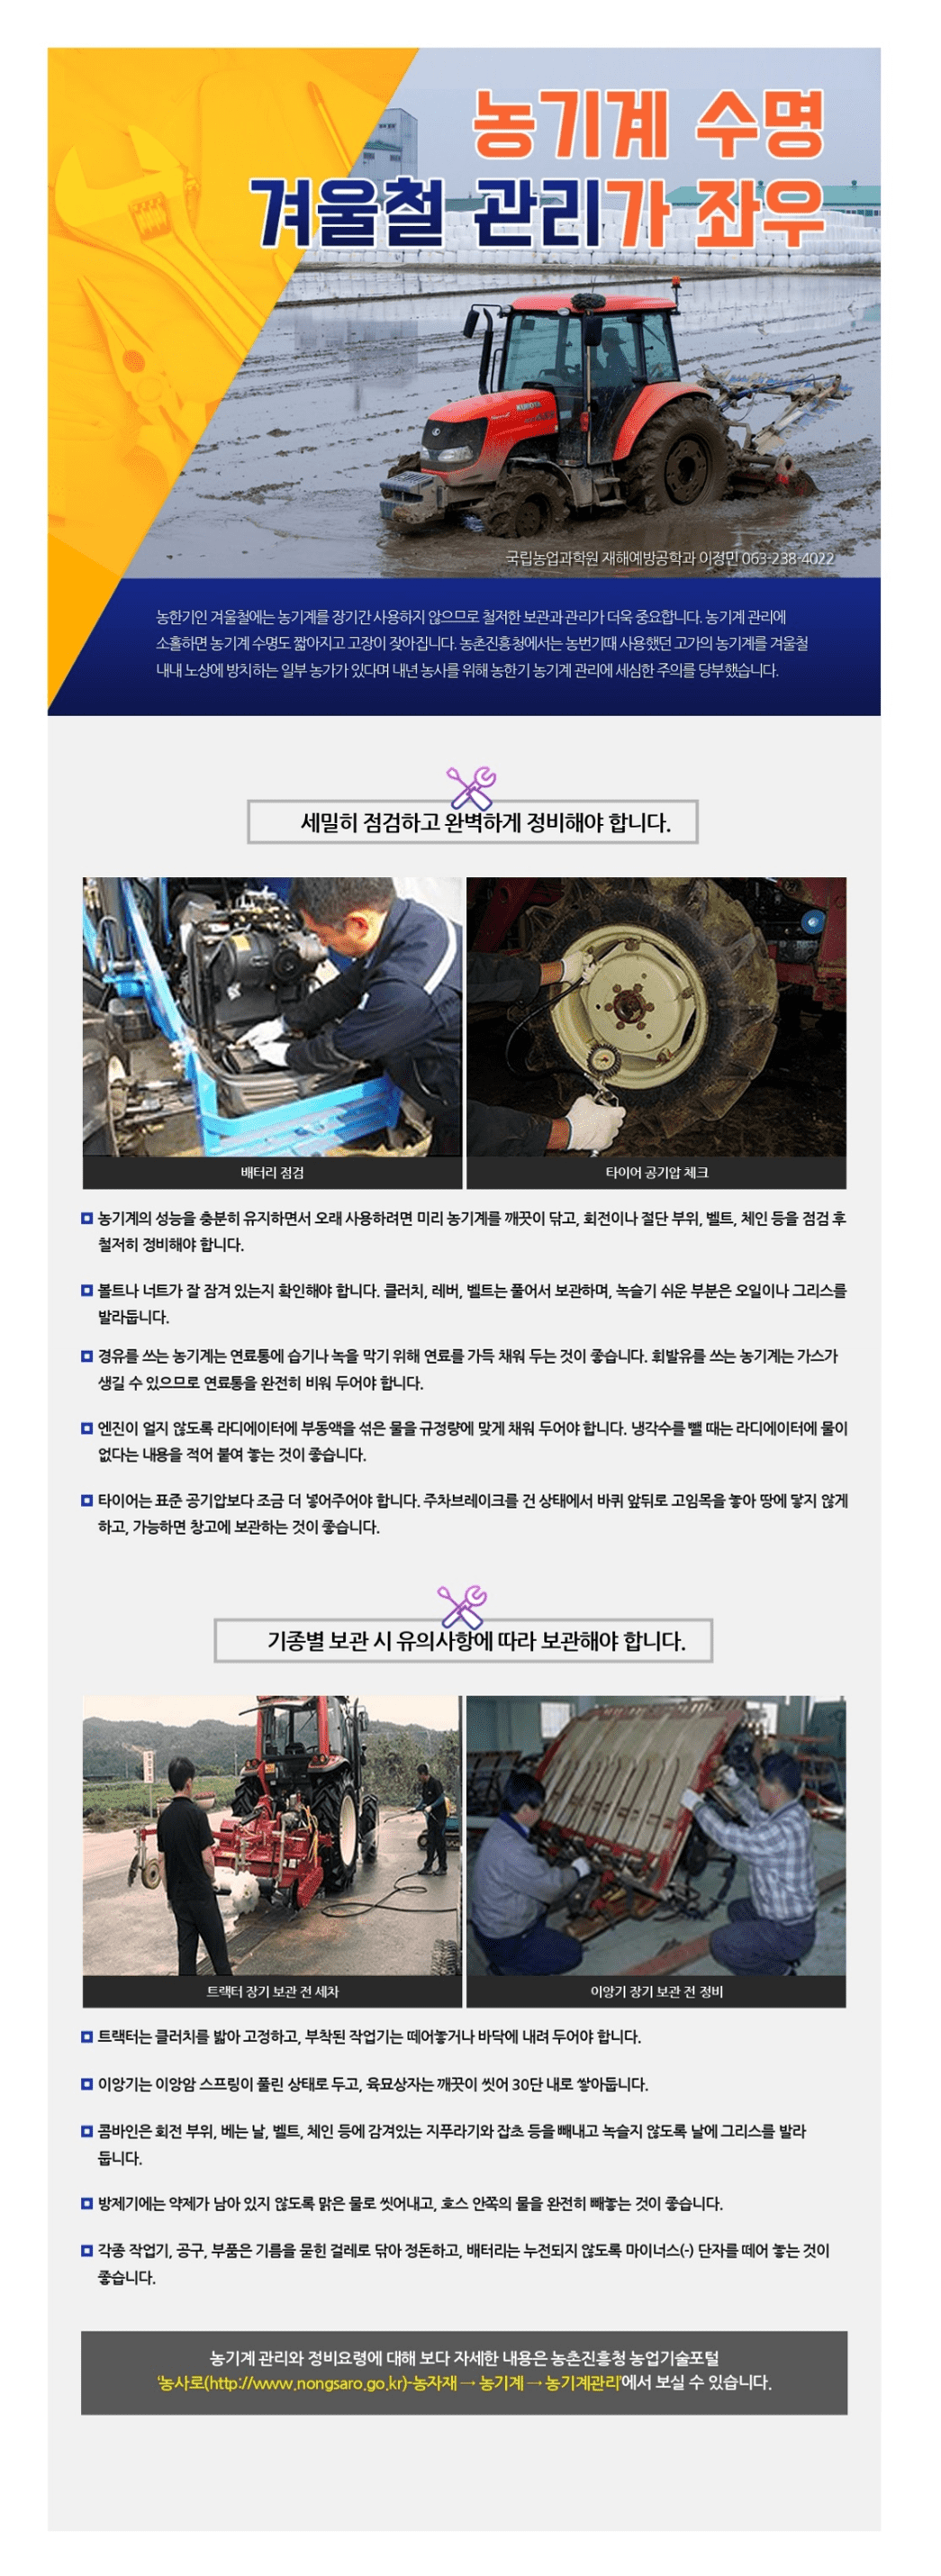 농기계 수명
겨울철 관리가 좌우
KUBOTA
국립농업과학원 재해예방공학과 이정민 063-238-4022
농한기인 겨울철에는 농기계를 장기간 사용하지 않으므로 철저한 보관과 관리가 더욱 중요합니다. 농기계 관리에
소홀하면 농기계 수명도 짧아지고 고장이 잦아집니다. 농촌진흥청에서는 농번기때 사용했던 고가의 농기계를 겨울철
내내 노상에 방치하는 일부 농가가 있다며 내년 농사를 위해 농한기 농기계 관리에 세심한 주의를 당부했습니다.
세밀히 점검하고 완벽하게 정비해야 합니다.
배터리 점검
타이어 공기압 체크
농기계의 성능을 충분히 유지하면서 오래 사용하려면 미리 농기계를 깨끗이 닦고, 회전이나 절단 부위, 벨트, 체인 등을 점검 후
철저히 정비해야 합니다.
볼트나 너트가 잘 잠겨 있는지 확인해야 합니다. 클러치, 레버, 벨트는 풀어서 보관하며, 녹슬기 쉬운 부분은 오일이나 그리스를
발라둡니다.
경유를 쓰는 농기계는 연료통에 습기나 녹을 막기 위해 연료를 가득 채워 두는 것이 좋습니다. 휘발유를 쓰는 농기계는 가스가
생길 수 있으므로 연료통을 완전히 비워 두어야 합니다.
엔진이 얼지 않도록 라디에이터에 부동액을 섞은 물을 규정량에 맞게 채워 두어야 합니다. 냉각수를 뺄 때는 라디에이터에 물이
없다는 내용을 적어 붙여 놓는 것이 좋습니다.
타이어는 표준 공기압보다 조금 더 넣어주어야 합니다. 주차브레이크를 건 상태에서 바퀴 앞뒤로 고임목을 놓아 땅에 닿지 않게
하고, 가능하면 창고에 보관하는 것이 좋습니다.
기종별 보관 시 유의사항에 따라 보관해야 합니다.
트랙터 장기 보관 전 세차
이앙기 장기 보관 전 정비
트랙터는 클러치를 밟아 고정하고, 부착된 작업기는 떼어놓거나 바닥에 내려 두어야 합니다.
이앙기는 이앙암 스프링이 풀린 상태로 두고, 육묘상자는 깨끗이 씻어 30단 내로 쌓아둡니다.
콤바인은 회전 부위, 베는 날, 벨트, 체인 등에 감겨있는 지푸라기와 잡초 등을 빼내고 녹슬지 않도록 날에 그리스를 발라
둡니다.
방제기에는 약제가 남아 있지 않도록 맑은 물로 씻어내고, 호스 안쪽의 물을 완전히 빼놓는 것이 좋습니다.
각종 작업기, 공구, 부품은 기름을 묻힌 걸레로 닦아 정돈하고, 배터리는 누전되지 않도록 마이너스(-) 단자를 떼어 놓는 것이
좋습니다.
농기계 관리와 정비요령에 대해 보다 자세한 내용은 농촌진흥청 농업기술포털
'농사로(http://www.nongsaro.go.kr)-농자재 → 농기계 → 농기계관리'에서 보실 수 있습니다.